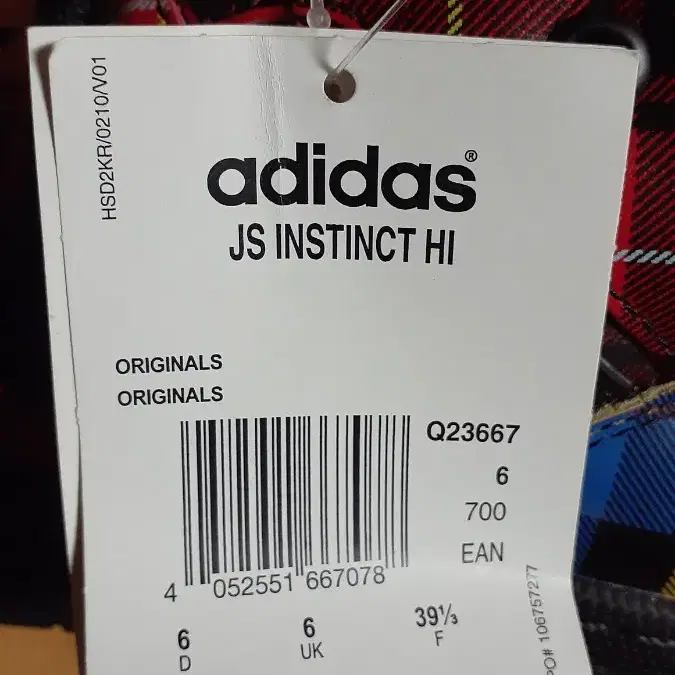 HSD2KR/0210/V01
adidas®
JS INSTINCT HI
ORIGINALS
ORIGINALS
Q23667
6
700
EAN
4 052551 667078
6 6 39⅓
D UK F
PO# 106757277